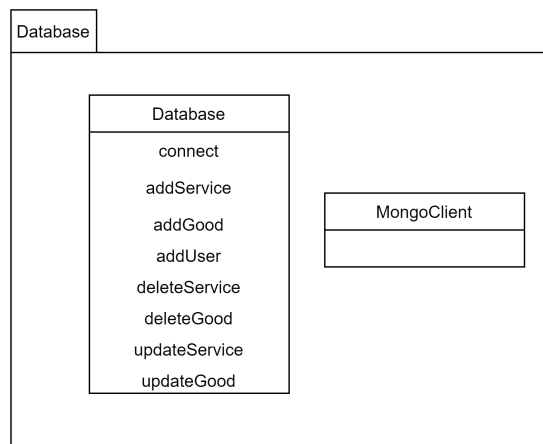 Database
Database
connect
addService
addGood
addUser
deleteService
deleteGood
updateService
updateGood
MongoClient